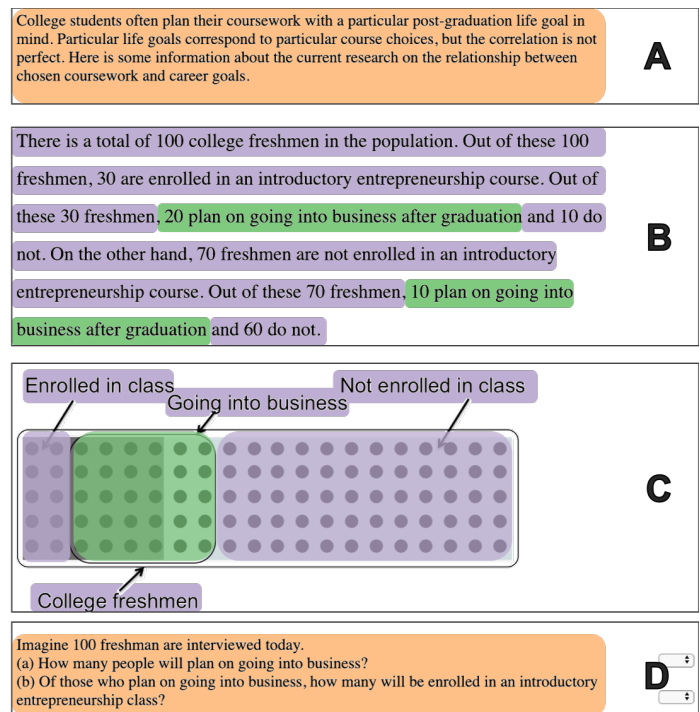 College students often plan their coursework with a particular post-graduation life goal in
mind. Particular life goals correspond to particular course choices, but the correlation is not
perfect. Here is some information about the current research on the relationship between
chosen coursework and career goals.
A
There is a total of 100 college freshmen in the population. Out of these 100
freshmen, 30 are enrolled in an introductory entrepreneurship course. Out of
these 30 freshmen, 20 plan on going into business after graduation and 10 do
not. On the other hand, 70 freshmen are not enrolled in an introductory
entrepreneurship course. Out of these 70 freshmen, 10 plan on going into
business after graduation and 60 do not.
B
Enrolled in class
Going into business
Not enrolled in class
College freshmen
C
Imagine 100 freshman are interviewed today.
(a) How many people will plan on going into business?
(b) Of those who plan on going into business, how many will be enrolled in an introductory
entrepreneurship class?
D